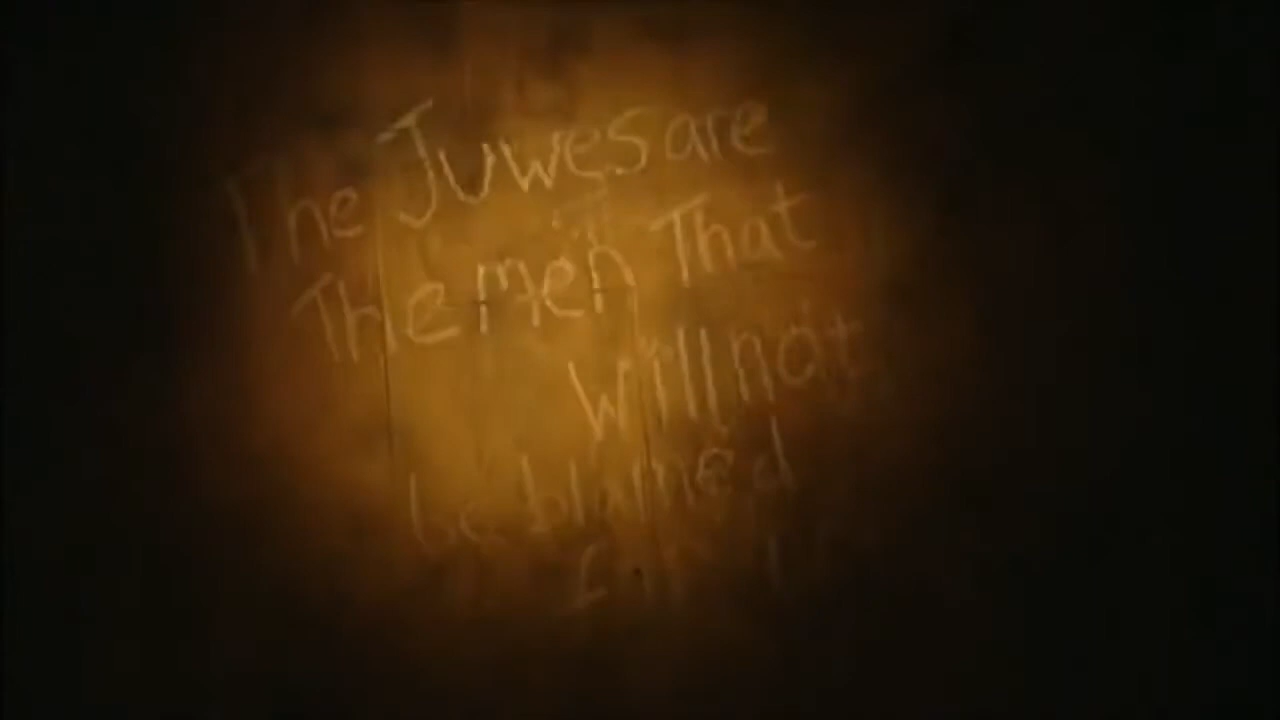 The Juwes are
The men That
Will not
be blamed